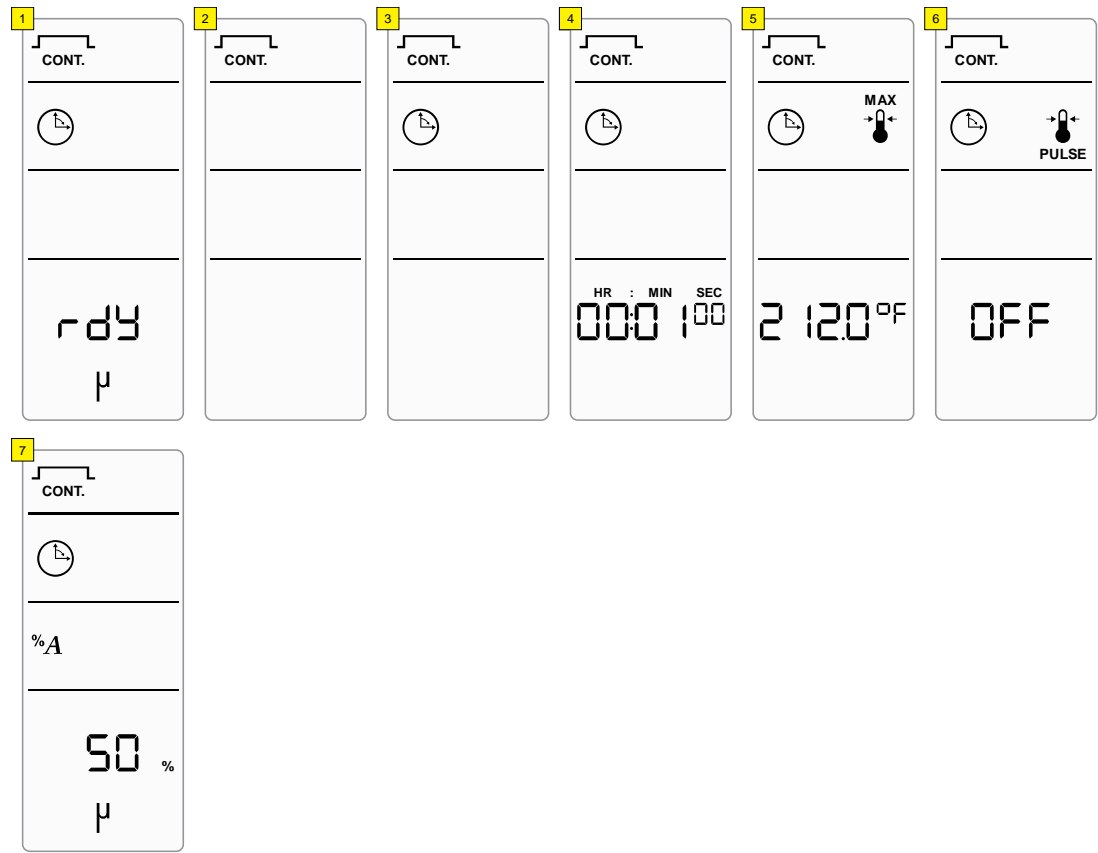 1
CONT.
rdy
µ
2
CONT.
3
CONT.
4
CONT.
HR : MIN SEC
00:01 00
5
CONT.
MAX
212.0 °F
6
CONT.
PULSE
OFF
7
CONT.
%A
50 %
µ